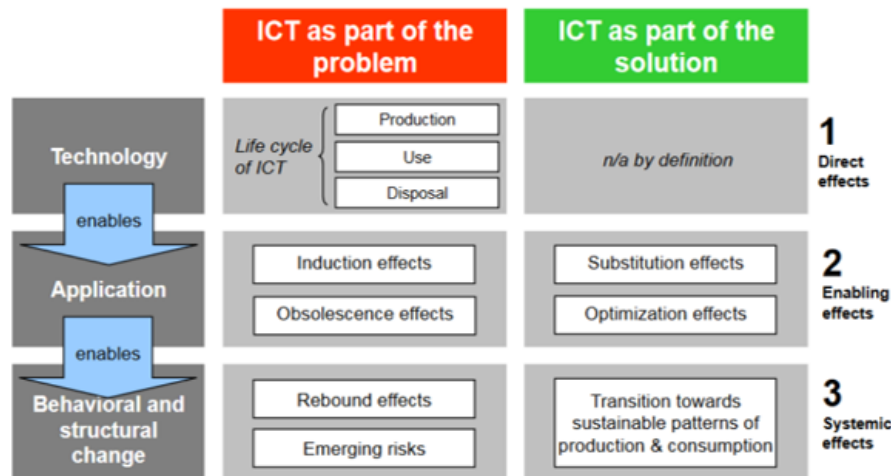 ICT as part of the
problem
ICT as part of the
solution
Technology
Life cycle
of ICT
Production
Use
Disposal
n/a by definition
1
Direct
effects
enables
Application
Induction effects
Obsolescence effects
Substitution effects
Optimization effects
2
Enabling
effects
enables
Behavioral and
structural
change
Rebound effects
Emerging risks
Transition towards
sustainable patterns of
production & consumption
3
Systemic
effects